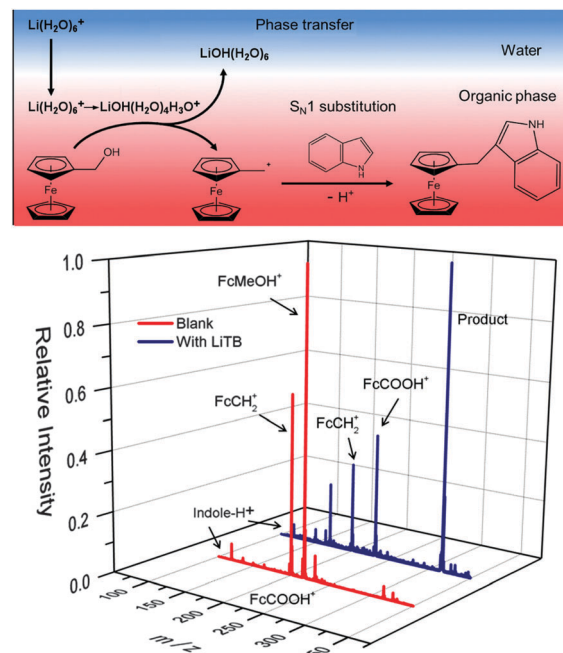 Li(H₂O)₆⁺
Phase transfer
LiOH(H₂O)₆
Water
Li(H₂O)₆⁺→LiOH(H₂O)₄H₃O⁺
Sₙ1 substitution
Organic phase
OH
Fe
+
Fe
N
H
- H⁺
NH
Fe
1.0
0.8
0.6
0.4
0.2
0.0
Relative Intensity
FcMeOH⁺
Blank
With LiTB
Product
FcCH₂⁺
FcCH₂⁺
FcCOOH⁺
Indole-H+
FcCOOH⁺
100
150
200
250
300
m/z